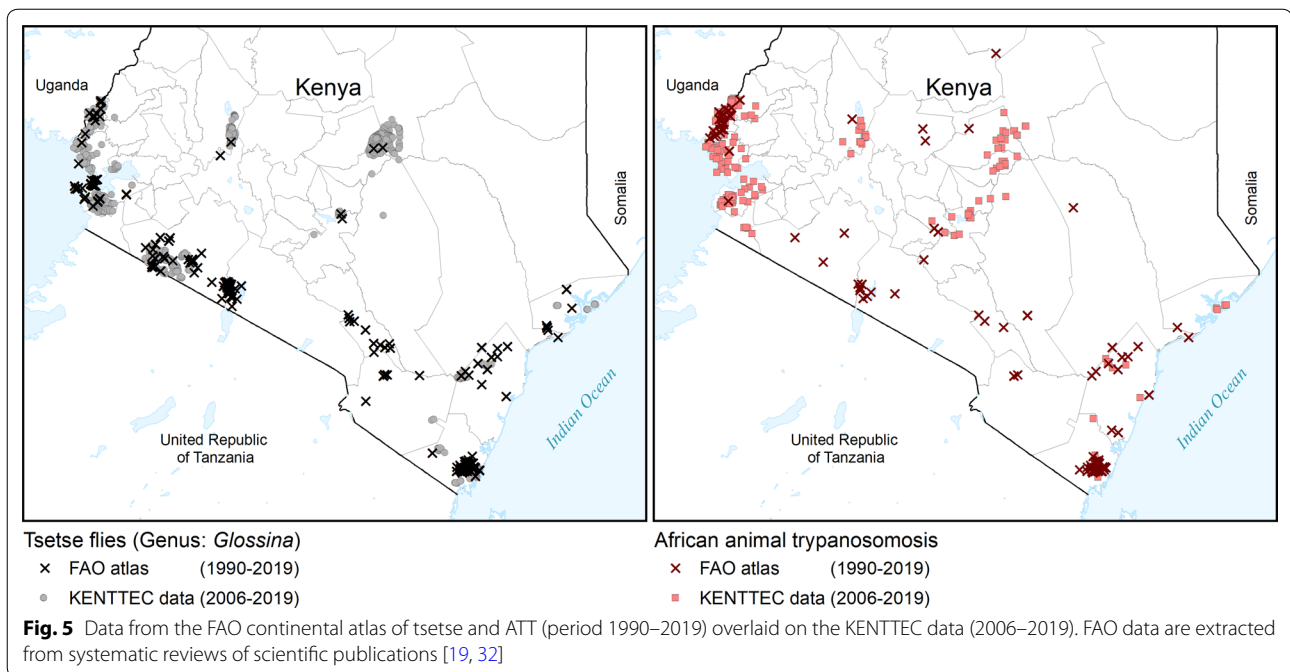 Uganda
Kenya
Somalia
United Republic
of Tanzania
Indian Ocean
Uganda
Kenya
Somalia
United Republic
of Tanzania
Indian Ocean
Tsetse flies (Genus: Glossina)
FAO atlas (1990-2019)
KENTTEC data (2006-2019)
African animal trypanosomosis
FAO atlas (1990-2019)
KENTTEC data (2006-2019)
Fig. 5 Data from the FAO continental atlas of tsetse and ATT (period 1990–2019) overlaid on the KENTTEC data (2006–2019). FAO data are extracted
from systematic reviews of scientific publications [19, 32]